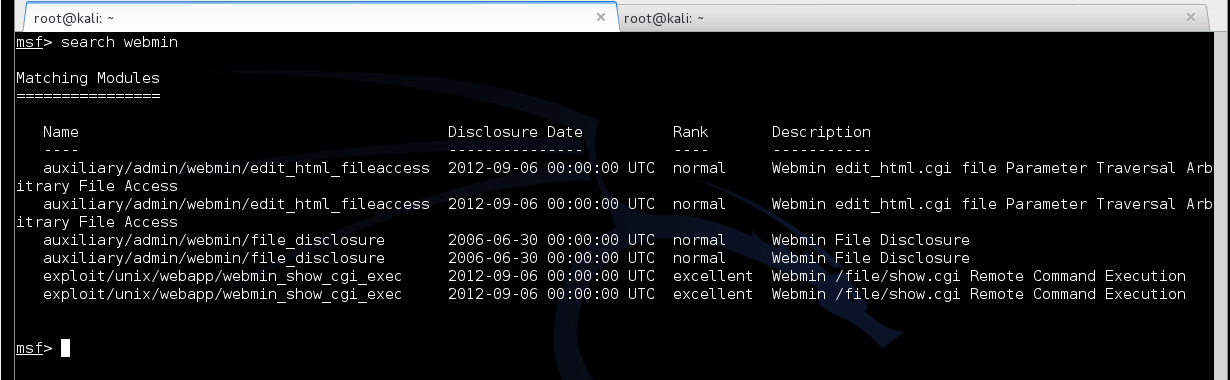 root@kali: ~ × root@kali: ~ ×
msf> search webmin
Matching Modules
================
Name Disclosure Date Rank Description
---- --------------- ---- -----------
auxiliary/admin/webmin/edit_html_fileaccess 2012-09-06 00:00:00 UTC normal Webmin edit_html.cgi file Parameter Traversal Arb
itrary File Access
auxiliary/admin/webmin/edit_html_fileaccess 2012-09-06 00:00:00 UTC normal Webmin edit_html.cgi file Parameter Traversal Arb
itrary File Access
auxiliary/admin/webmin/file_disclosure 2006-06-30 00:00:00 UTC normal Webmin File Disclosure
auxiliary/admin/webmin/file_disclosure 2006-06-30 00:00:00 UTC normal Webmin File Disclosure
exploit/unix/webapp/webmin_show_cgi_exec 2012-09-06 00:00:00 UTC excellent Webmin /file/show.cgi Remote Command Execution
exploit/unix/webapp/webmin_show_cgi_exec 2012-09-06 00:00:00 UTC excellent Webmin /file/show.cgi Remote Command Execution
msf>